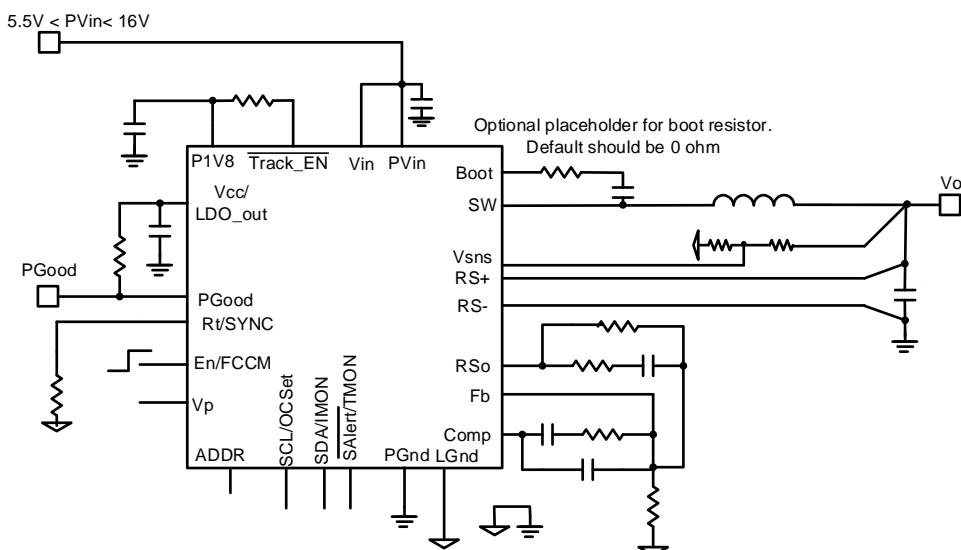 5.5V < PVin< 16V
Optional placeholder for boot resistor.
Default should be 0 ohm
P1V8
Track_EN
Vin
PVin
Boot
Vcc/
LDO_out
SW
Vo
Vsns
RS+
PGood
PGood
RS-
Rt/SYNC
En/FCCM
RSo
Vp
Fb
Comp
ADDR
SCL/OCSet
SDA/IMON
SAlert/TMON
PGnd
LGnd